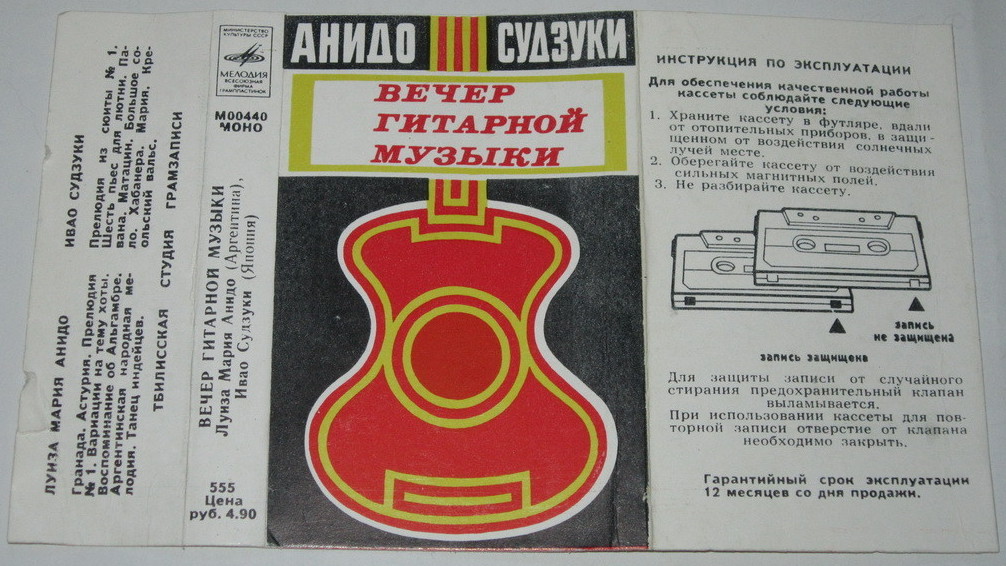 ЛУИЗА МАРИЯ АНИДО
Гранада. Астурия. Прелюдия
№ 1. Вариации на тему хоты.
Воспоминание об Альгамбре.
Аргентинская народная ме-
лодия. Танец индейцев.
ИВАО СУДЗУКИ
Прелюдия из сюиты № 1.
Шесть пьес для лютни. Па-
вана. Матацин. Большое со-
ло. Хабанера. Мария. Кре-
ольский вальс.
ТБИЛИССКАЯ СТУДИЯ ГРАМЗАПИСИ
МИНИСТЕРСТВО
КУЛЬТУРЫ СССР
МЕЛОДИЯ
ВСЕСОЮЗНАЯ
ФИРМА
ГРАМПЛАСТИНОК
М00440
МОНО
ВЕЧЕР ГИТАРНОЙ МУЗЫКИ
Луиза Мария Анидо (Аргентина),
Ивао Судзуки (Япония)
555
Цена
руб. 4.90
АНИДО СУДЗУКИ
ВЕЧЕР
ГИТАРНОЙ
МУЗЫКИ
ИНСТРУКЦИЯ ПО ЭКСПЛУАТАЦИИ
Для обеспечения качественной работы
кассеты соблюдайте следующие
условия:
1. Храните кассету в футляре, вдали
от отопительных приборов, в защи-
щенном от воздействия солнечных
лучей месте.
2. Оберегайте кассету от воздействия
сильных магнитных полей.
3. Не разбирайте кассету.
запись
не защищена
запись защищена
Для защиты записи от случайного
стирания предохранительный клапан
выламывается.
При использовании кассеты для пов-
торной записи отверстие от клапана
необходимо закрыть.
Гарантийный срок эксплуатации
12 месяцев со дня продажи.